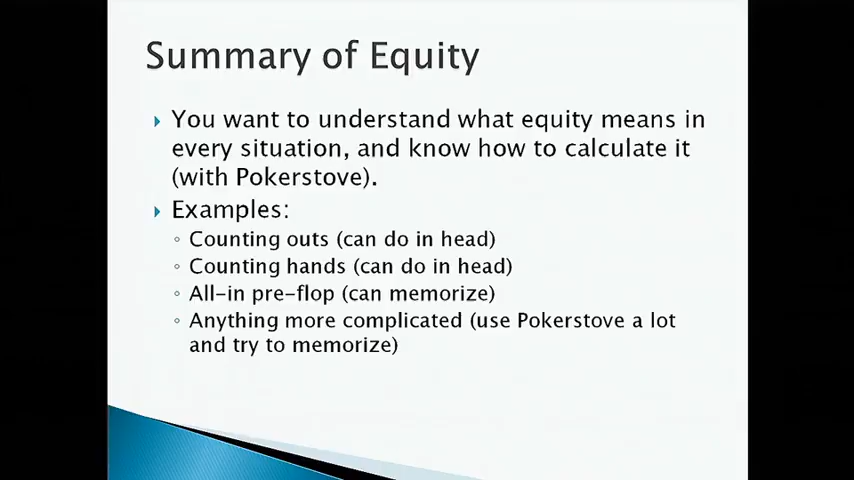 Summary of Equity
You want to understand what equity means in
every situation, and know how to calculate it
(with Pokerstove).
Examples:
Counting outs (can do in head)
Counting hands (can do in head)
All-in pre-flop (can memorize)
Anything more complicated (use Pokerstove a lot
and try to memorize)